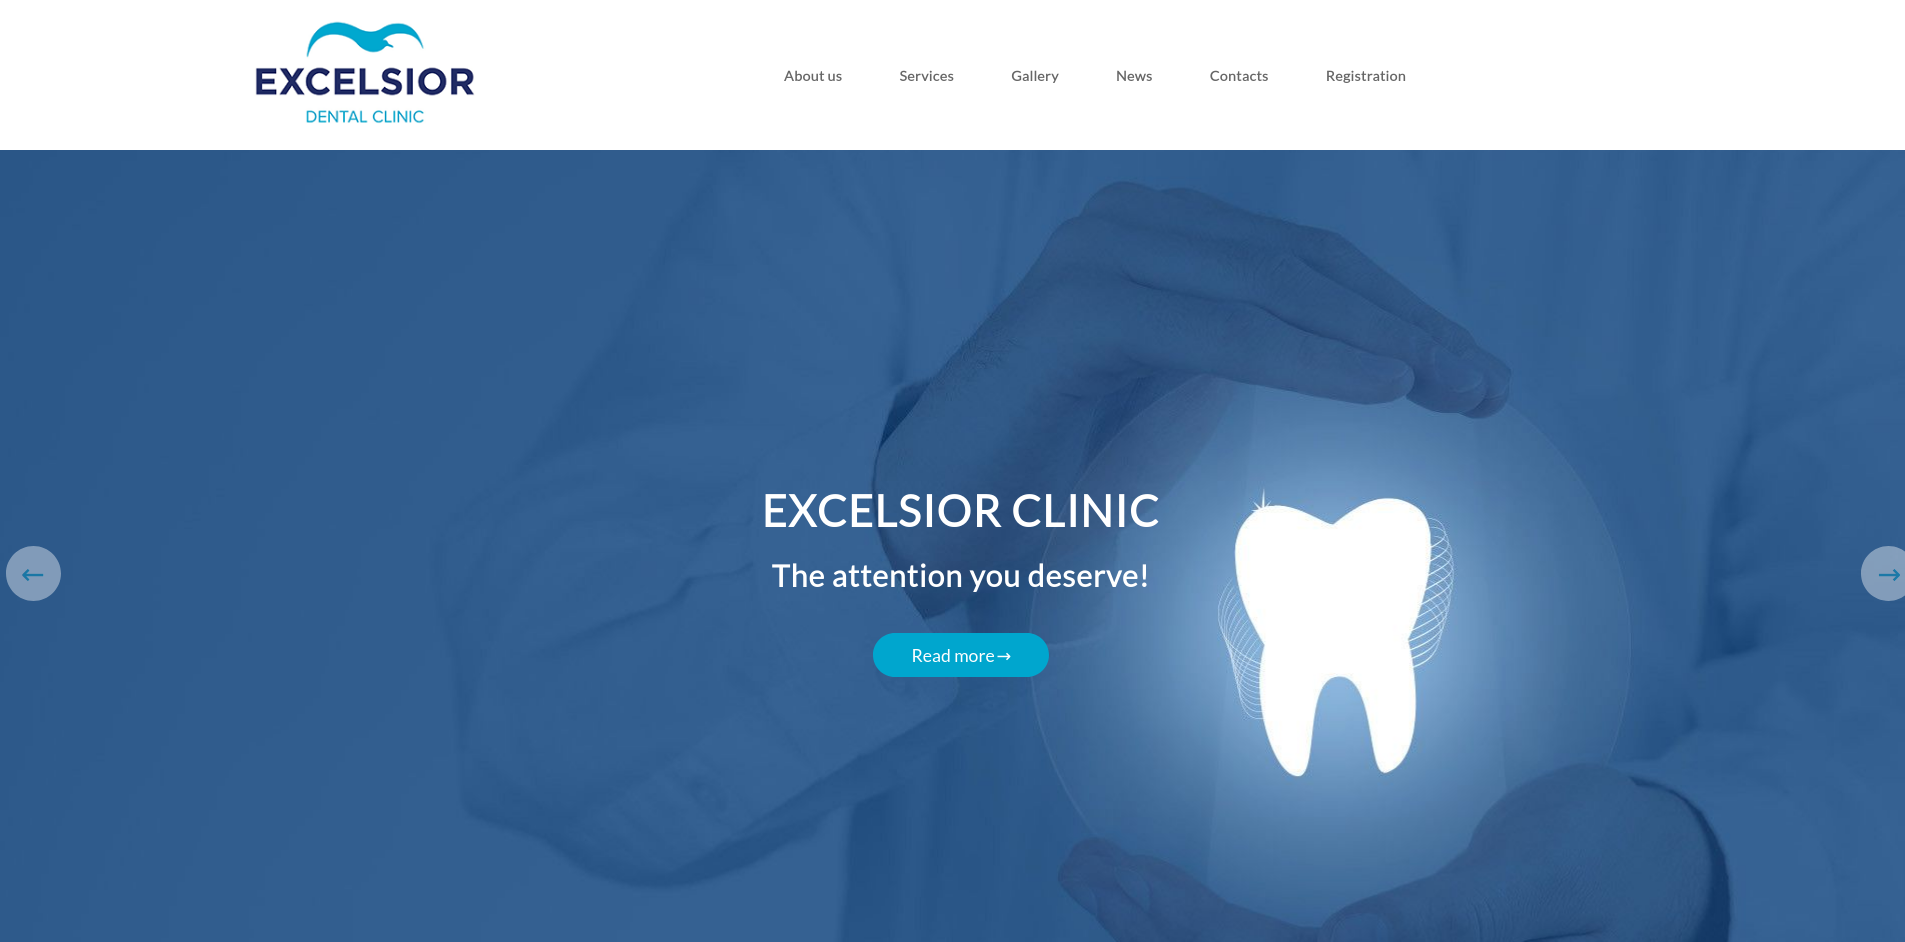 EXCELSIOR
DENTAL CLINIC
About us Services Gallery News Contacts Registration
EXCELSIOR CLINIC
The attention you deserve!
Read more→